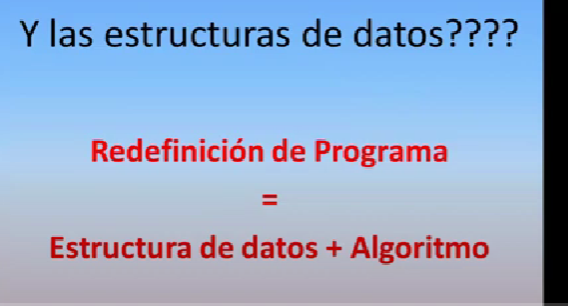 Y las estructuras de datos????
Redefinición de Programa
=
Estructura de datos + Algoritmo